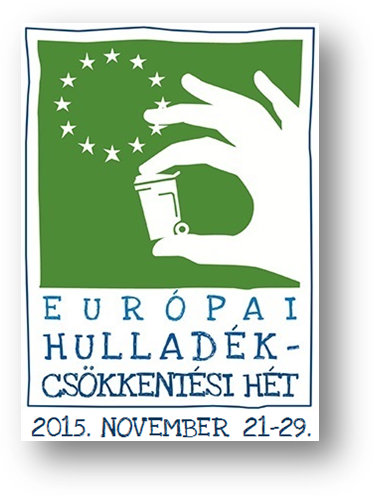 EURÓPAI
HULLADÉK-
CSÖKKENTÉSI HÉT
2015. NOVEMBER 21-29.